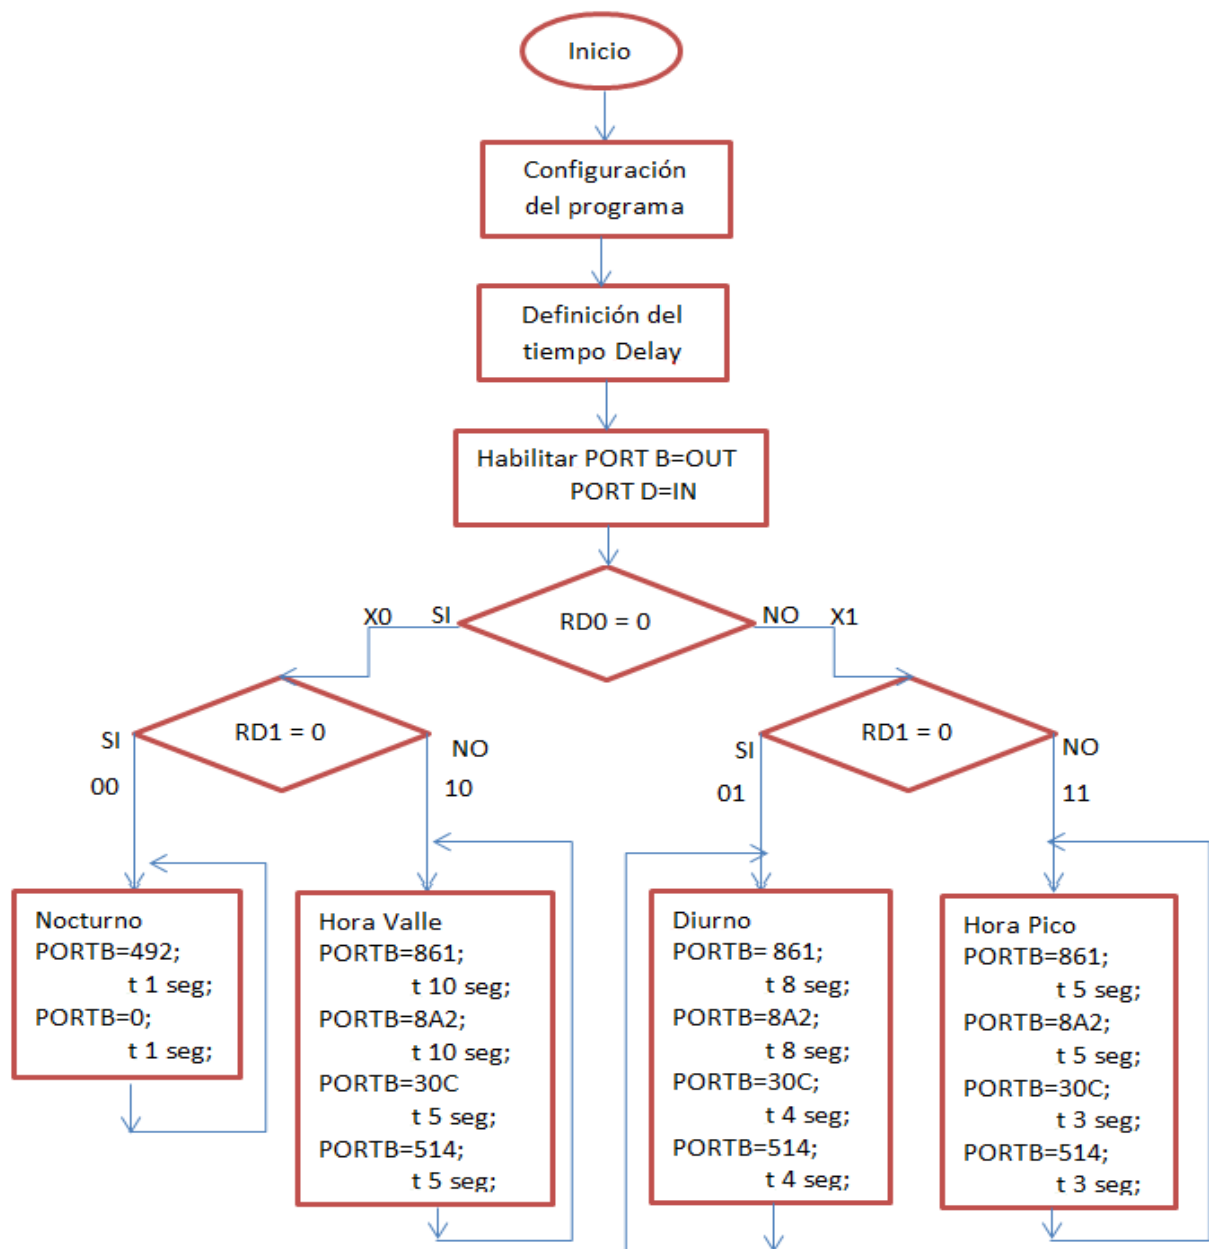 Inicio
Configuración
del programa
Definición del
tiempo Delay
Habilitar PORT B=OUT
PORT D=IN
X0 SI RD0 = 0 NO X1
RD1 = 0
SI
00
NO
10
RD1 = 0
SI
01
NO
11
Nocturno
PORTB=492;
t 1 seg;
PORTB=0;
t 1 seg;
Hora Valle
PORTB=861;
t 10 seg;
PORTB=8A2;
t 10 seg;
PORTB=30C
t 5 seg;
PORTB=514;
t 5 seg;
Diurno
PORTB= 861;
t 8 seg;
PORTB=8A2;
t 8 seg;
PORTB=30C;
t 4 seg;
PORTB=514;
t 4 seg;
Hora Pico
PORTB=861;
t 5 seg;
PORTB=8A2;
t 5 seg;
PORTB=30C;
t 3 seg;
PORTB=514;
t 3 seg;